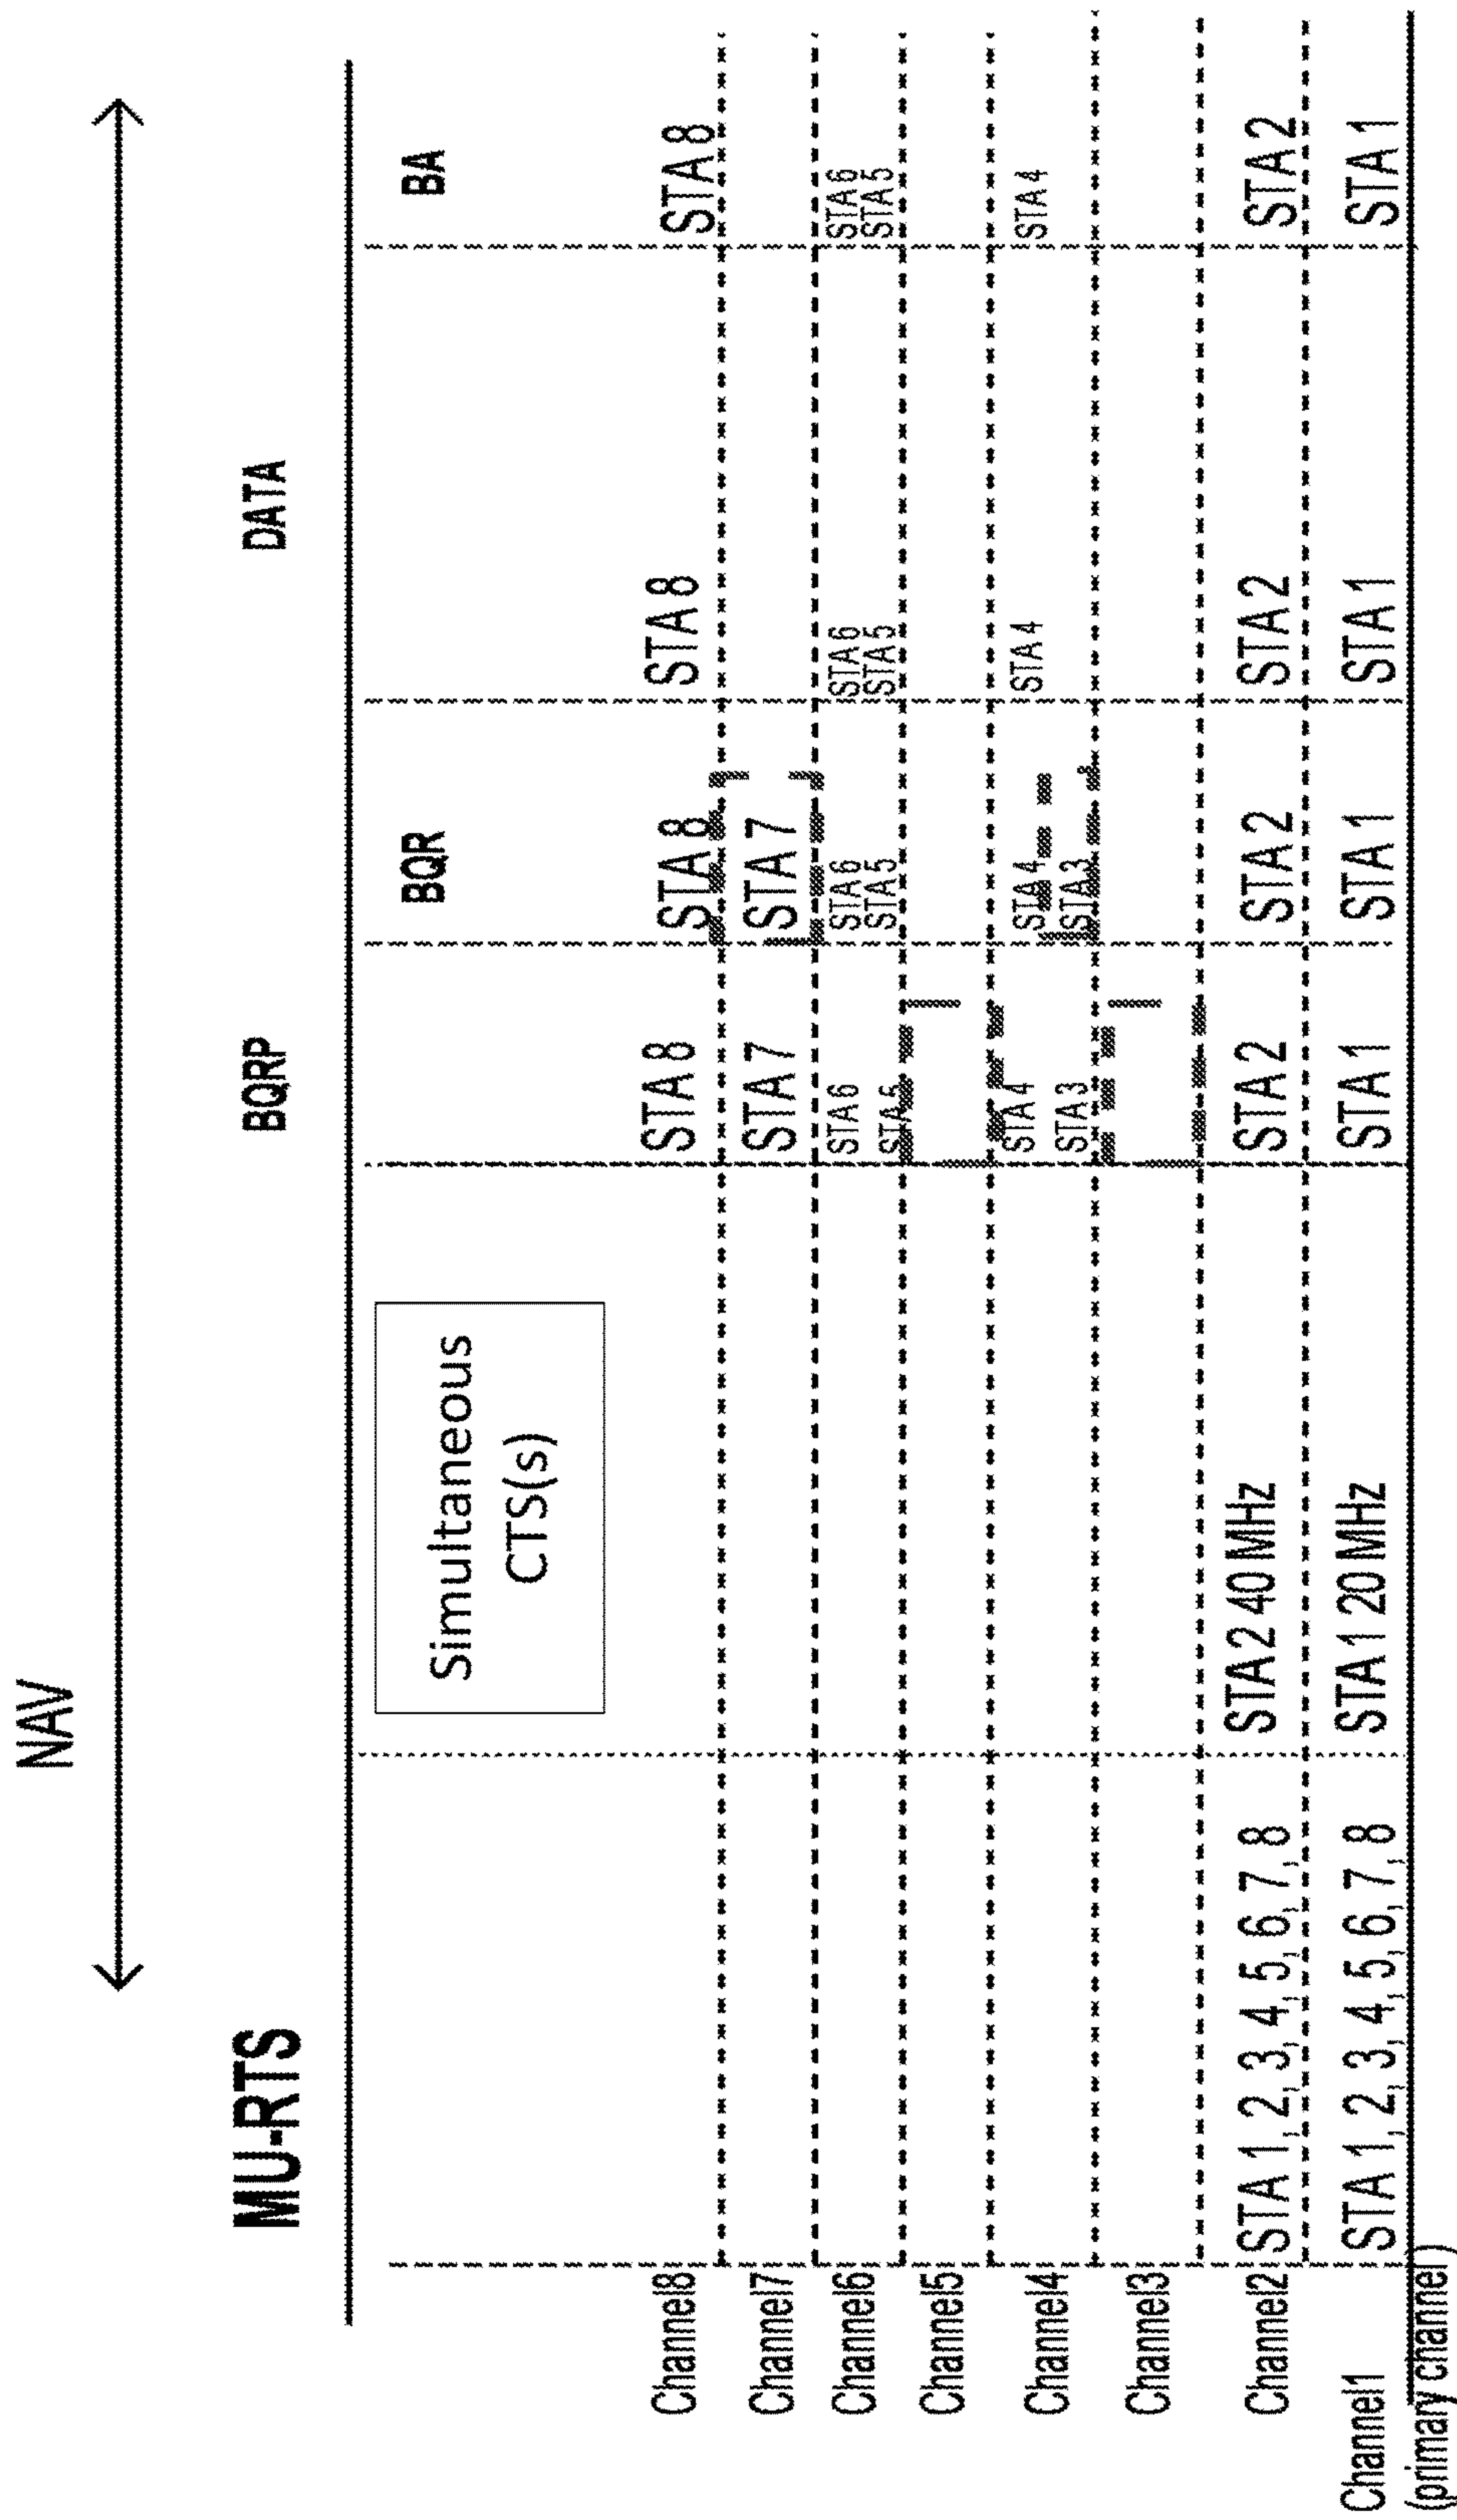 NAV
MU-RTS
BQRP
DATA
Simultaneous
CTS(s)
BQR
BA
Channel8
STA 8
STA 8
STA 8
STA 8
Channel7
STA 7
STA 7
Channel6
STA 6
STA 6
STA 6
STA 6
STA 5
STA 5
STA 5
STA 5
Channel5
Channel4
STA 4
STA 4
STA 4
STA 4
STA 3
STA 3
Channel3
Channel2
STA 1, 2, 3, 4, 5, 6, 7, 8
STA 2 40 MHz
STA 2
STA 2
STA 2
STA 2
Channel1
(primary channel)
STA 1, 2, 3, 4, 5, 6, 7, 8
STA 1 20 MHz
STA 1
STA 1
STA 1
STA 1